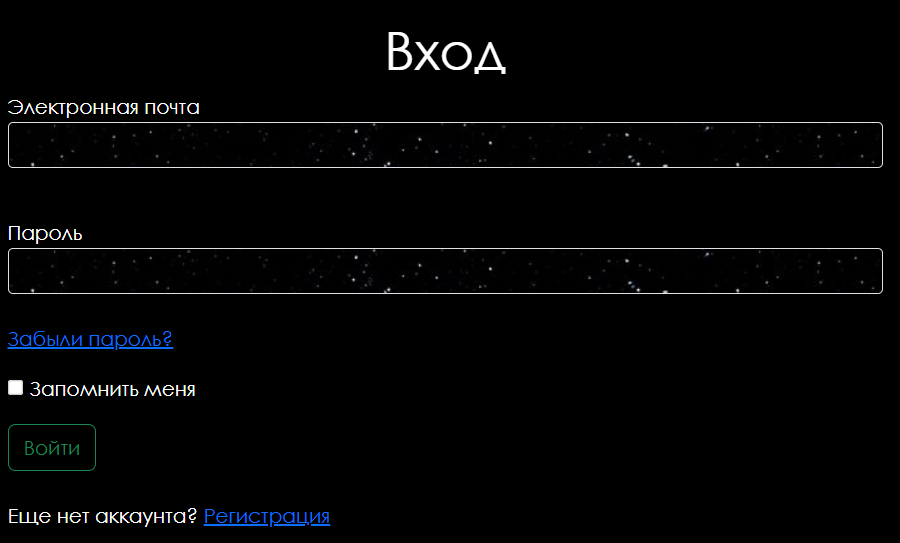 Вход
Электронная почта
Пароль
Забыли пароль?
Запомнить меня
Войти
Еще нет аккаунта? Регистрация